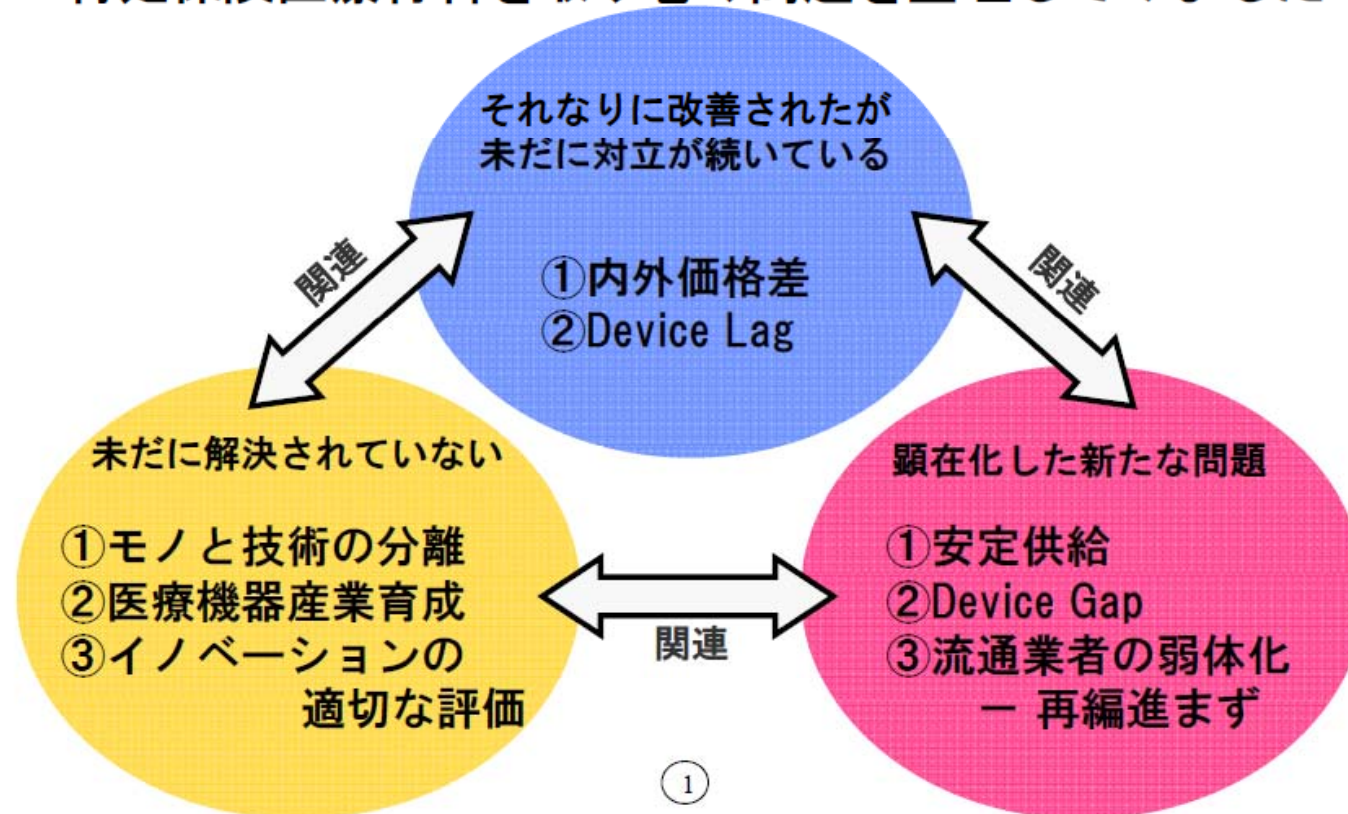 それなりに改善されたが
未だに対立が続いている
①内外価格差
②Device Lag
関連
関連
未だに解決されていない
①モノと技術の分離
②医療機器産業育成
③イノベーションの
適切な評価
関連
顕在化した新たな問題
①安定供給
②Device Gap
③流通業者の弱体化
－ 再編進まず
1